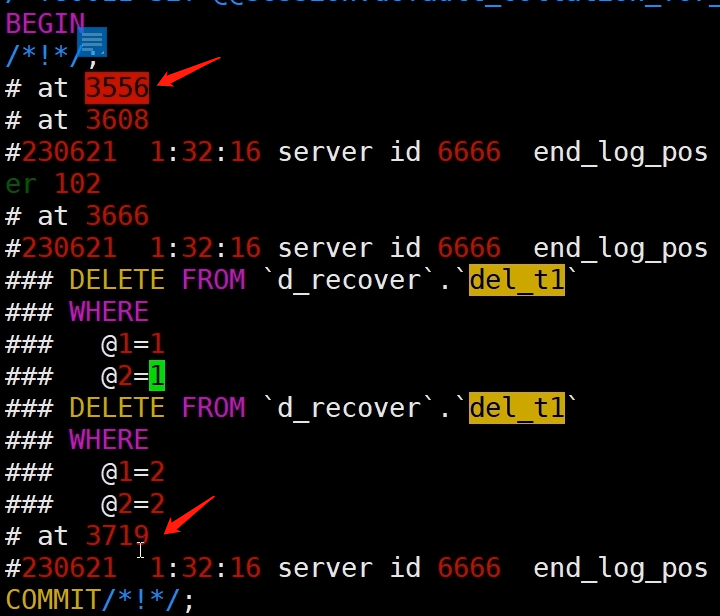 BEGIN
/*!*/;
# at 3556
# at 3608
#230621  1:32:16 server id 6666  end_log_pos
er 102
# at 3666
#230621  1:32:16 server id 6666  end_log_pos
### DELETE FROM `d_recover`.`del_t1`
### WHERE
###   @1=1
###   @2=1
### DELETE FROM `d_recover`.`del_t1`
### WHERE
###   @1=2
###   @2=2
# at 3719
#230621  1:32:16 server id 6666  end_log_pos
COMMIT/*!*/;